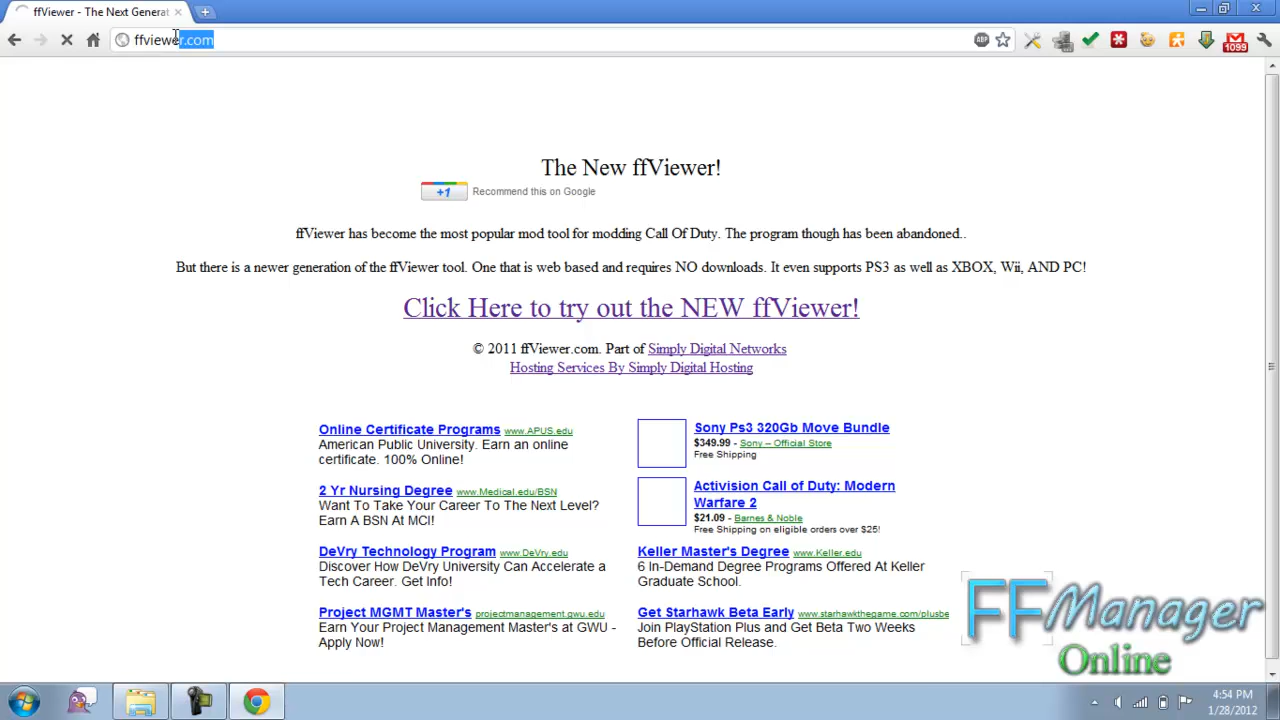 ffViewer - The Next Generat
ffviewer.com
ABP
1099
The New ffViewer!
+1 Recommend this on Google
ffViewer has become the most popular mod tool for modding Call Of Duty. The program though has been abandoned..
But there is a newer generation of the ffViewer tool. One that is web based and requires NO downloads. It even supports PS3 as well as XBOX, Wii, AND PC!
Click Here to try out the NEW ffViewer!
© 2011 ffViewer.com. Part of Simply Digital Networks
Hosting Services By Simply Digital Hosting
Online Certificate Programs www.APUS.edu
American Public University. Earn an online
certificate. 100% Online!
Sony Ps3 320Gb Move Bundle
$349.99 - Sony – Official Store
Free Shipping
2 Yr Nursing Degree www.Medical.edu/BSN
Want To Take Your Career To The Next Level?
Earn A BSN At MCI!
Activision Call of Duty: Modern
Warfare 2
$21.09 - Barnes & Noble
Free Shipping on eligible orders over $25!
DeVry Technology Program www.DeVry.edu
Discover How DeVry University Can Accelerate a
Tech Career. Get Info!
Keller Master's Degree www.Keller.edu
6 In-Demand Degree Programs Offered At Keller
Graduate School.
Project MGMT Master's projectmanagement.gwu.edu
Earn Your Project Management Master's at GWU -
Apply Now!
Get Starhawk Beta Early www.starhawkthegame.com/plusbe
Join PlayStation Plus and Get Beta Two Weeks
Before Official Release.
FFManager
Online
4:54 PM
1/28/2012